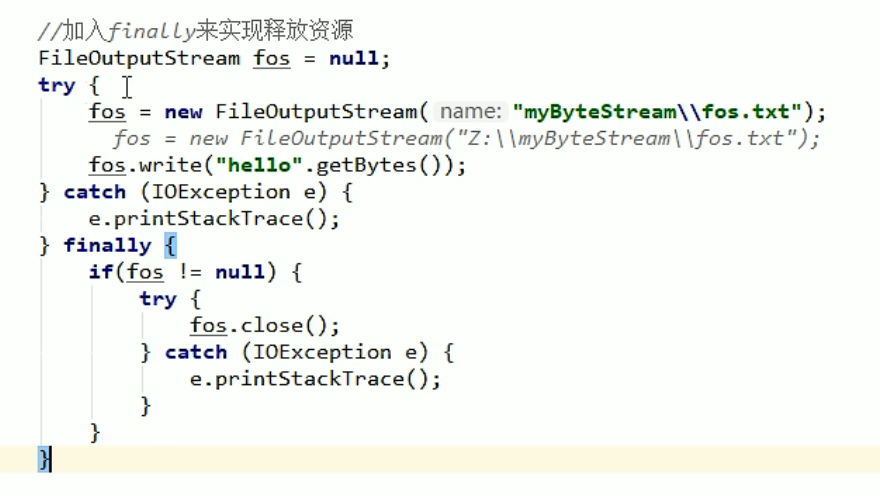 //加入finally来实现释放资源
FileOutputStream fos = null;
try {
fos = new FileOutputStream( name: "myByteStream\\fos.txt");
fos = new FileOutputStream("Z:\\myByteStream\\fos.txt");
fos.write("hello".getBytes());
} catch (IOException e) {
e.printStackTrace();
} finally {
if(fos != null) {
try {
fos.close();
} catch (IOException e) {
e.printStackTrace();
}
}
}